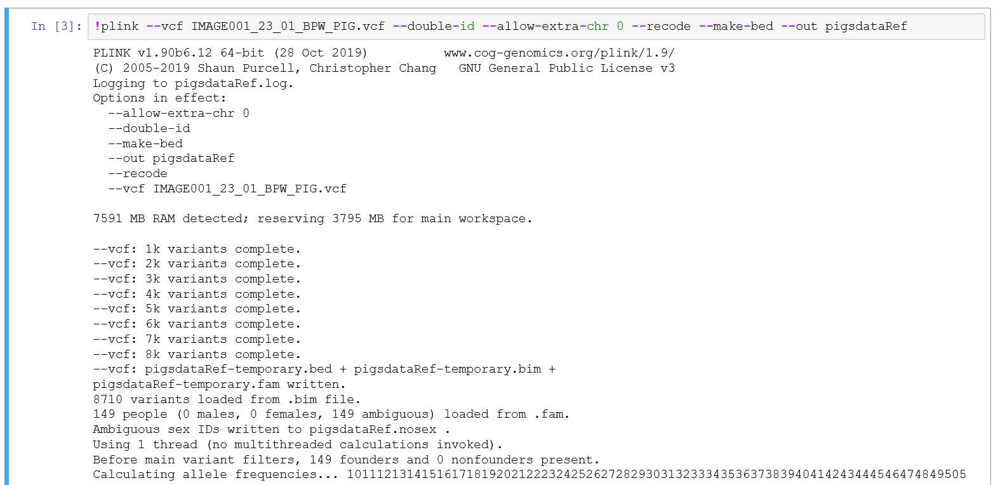 In [3]: !plink --vcf IMAGE001_23_01_BPW_PIG.vcf --double-id --allow-extra-chr 0 --recode --make-bed --out pigsdataRef
PLINK v1.90b6.12 64-bit (28 Oct 2019) www.cog-genomics.org/plink/1.9/
(C) 2005-2019 Shaun Purcell, Christopher Chang GNU General Public License v3
Logging to pigsdataRef.log.
Options in effect:
--allow-extra-chr 0
--double-id
--make-bed
--out pigsdataRef
--recode
--vcf IMAGE001_23_01_BPW_PIG.vcf
7591 MB RAM detected; reserving 3795 MB for main workspace.
--vcf: 1k variants complete.
--vcf: 2k variants complete.
--vcf: 3k variants complete.
--vcf: 4k variants complete.
--vcf: 5k variants complete.
--vcf: 6k variants complete.
--vcf: 7k variants complete.
--vcf: 8k variants complete.
--vcf: pigsdataRef-temporary.bed + pigsdataRef-temporary.bim +
pigsdataRef-temporary.fam written.
8710 variants loaded from .bim file.
149 people (0 males, 0 females, 149 ambiguous) loaded from .fam.
Ambiguous sex IDs written to pigsdataRef.nosex .
Using 1 thread (no multithreaded calculations invoked).
Before main variant filters, 149 founders and 0 nonfounders present.
Calculating allele frequencies... 10111213141516171819202122232425262728293031323334353637383940414243444546474849505